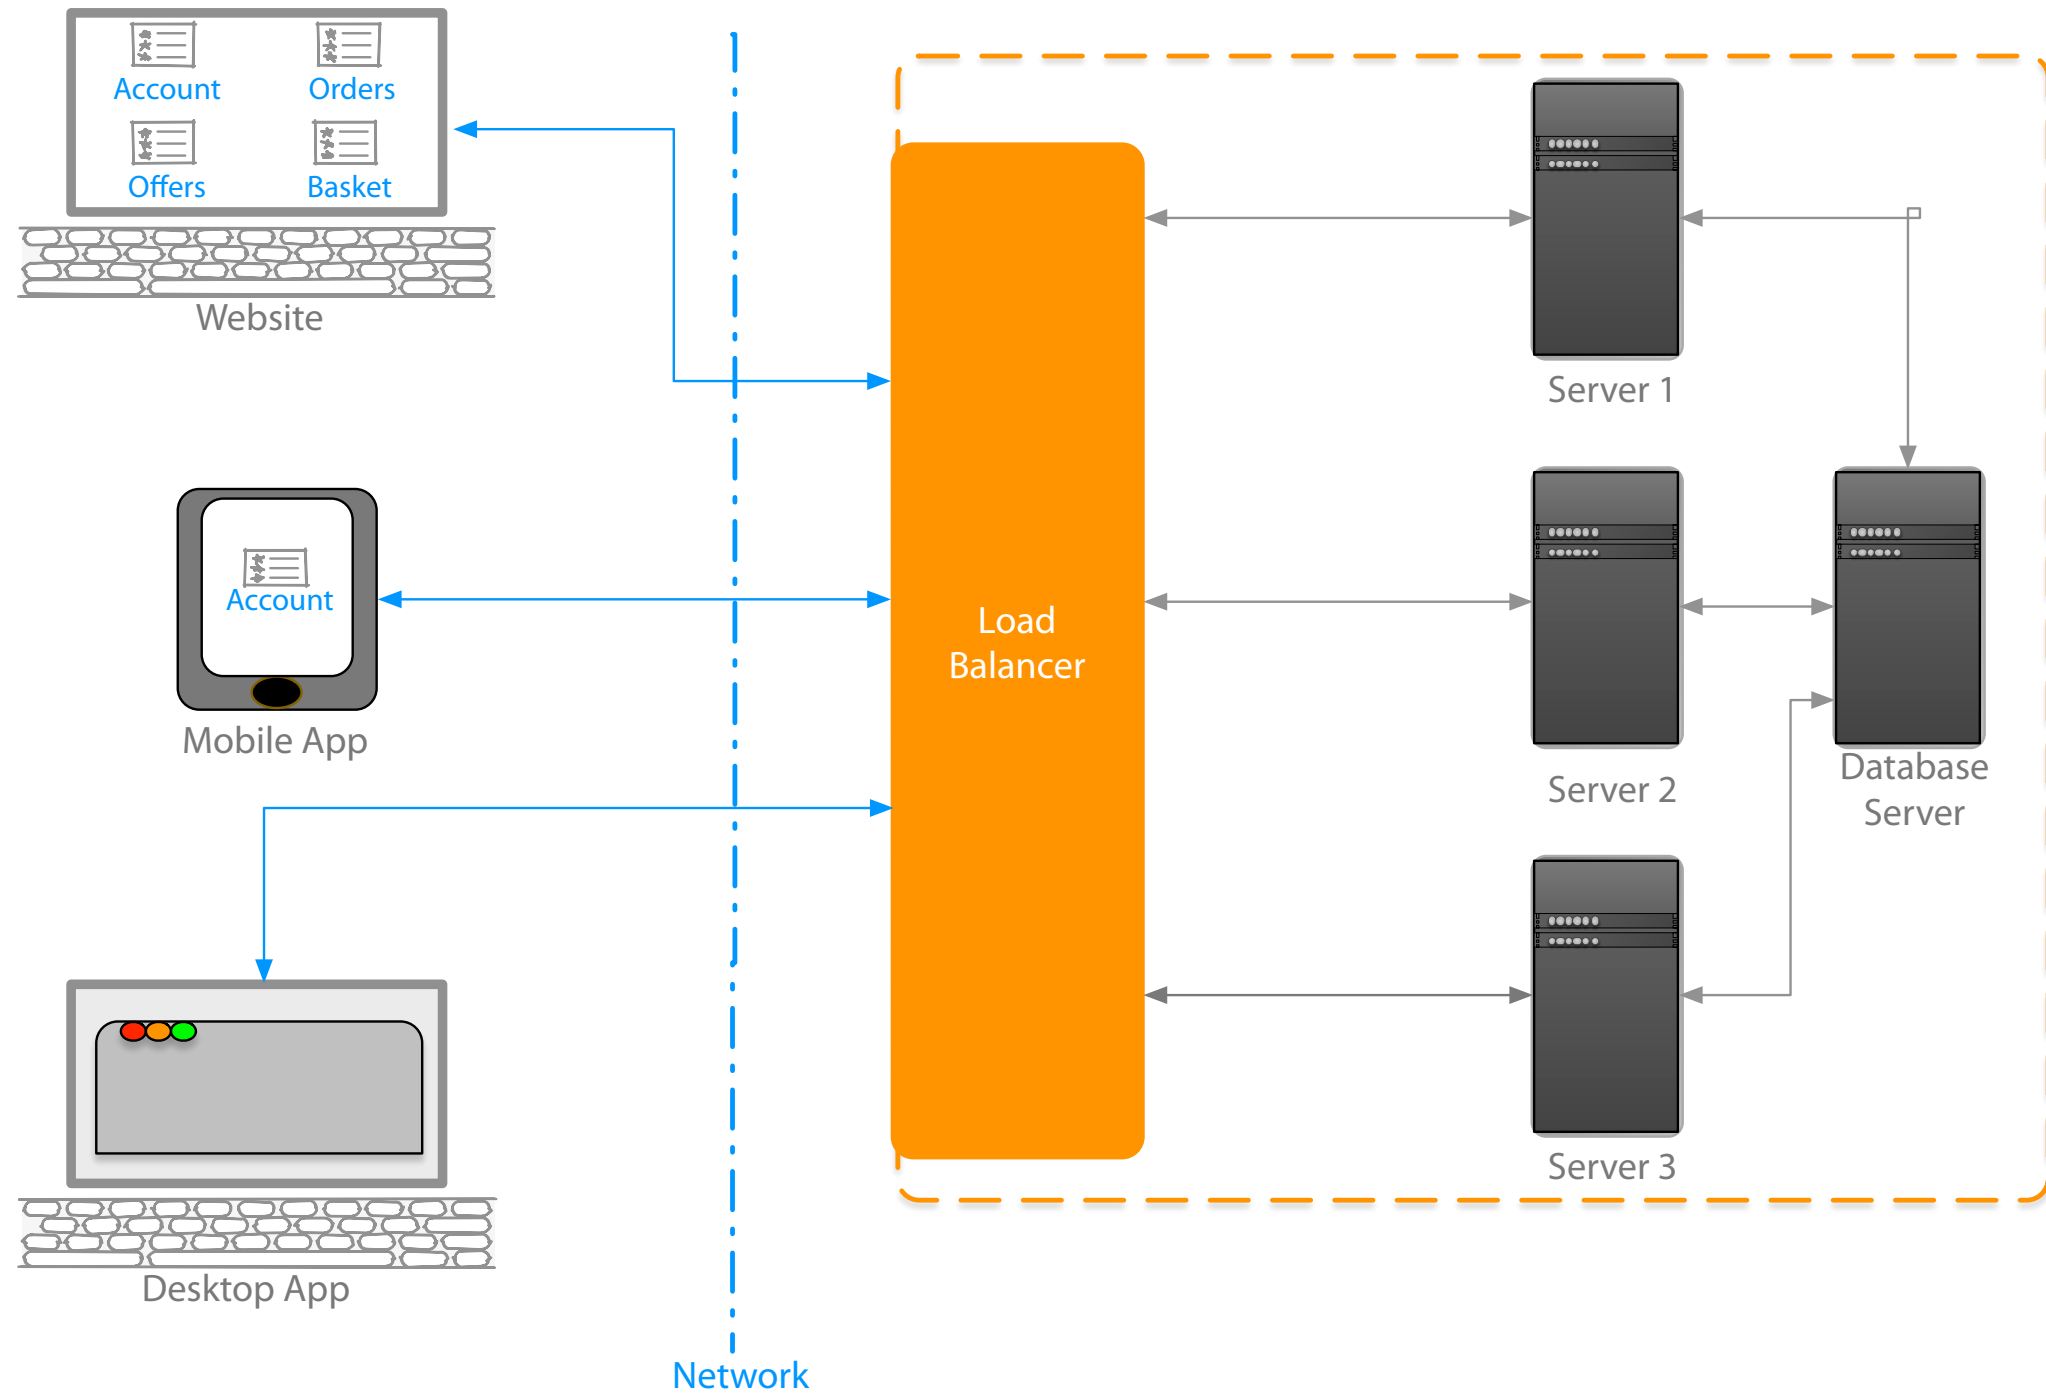 Account
Orders
Offers
Basket
Website
Account
Mobile App
Desktop App
Network
Load
Balancer
Server 1
Server 2
Server 3
Database
Server